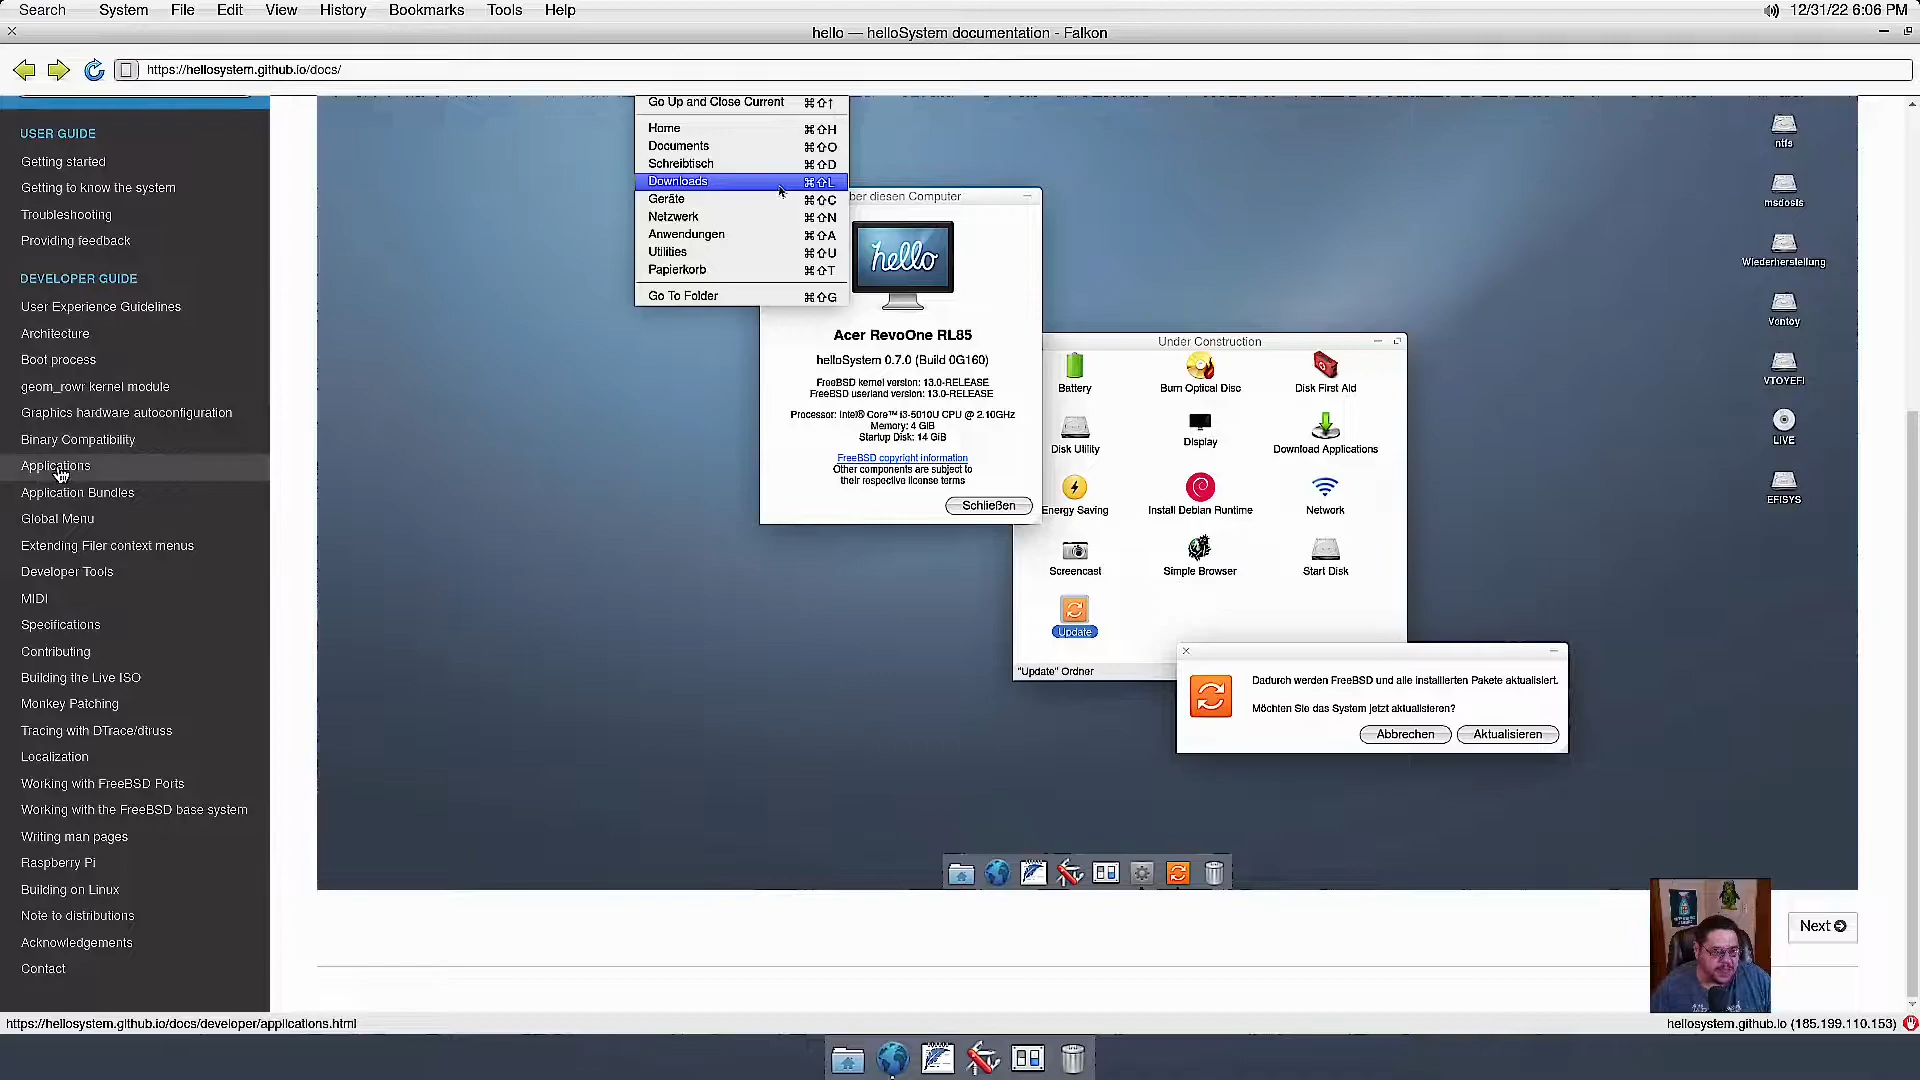 Search System File Edit View History Bookmarks Tools Help 12/31/22 6:06 PM
hello — helloSystem documentation - Falkon
https://hellosystem.github.io/docs/
USER GUIDE
Getting started
Getting to know the system
Troubleshooting
Providing feedback
DEVELOPER GUIDE
User Experience Guidelines
Architecture
Boot process
geom_rowr kernel module
Graphics hardware autoconfiguration
Binary Compatibility
Applications
Application Bundles
Global Menu
Extending Filer context menus
Developer Tools
MIDI
Specifications
Contributing
Building the Live ISO
Monkey Patching
Tracing with DTrace/dtruss
Localization
Working with FreeBSD Ports
Working with the FreeBSD base system
Writing man pages
Raspberry Pi
Building on Linux
Note to distributions
Acknowledgements
Contact
Go Up and Close Current ⌘⇧↑
Home ⌘⇧H
Documents ⌘⇧O
Schreibtisch ⌘⇧D
Downloads ⌘⇧L
Geräte ⌘⇧C
Netzwerk ⌘⇧N
Anwendungen ⌘⇧A
Utilities ⌘⇧U
Papierkorb ⌘⇧T
Go To Folder ⌘⇧G
ber diesen Computer
hello
Acer RevoOne RL85
helloSystem 0.7.0 (Build 0G160)
FreeBSD kernel version: 13.0-RELEASE
FreeBSD userland version: 13.0-RELEASE
Processor: Intel® Core™ i3-5010U CPU @ 2.10GHz
Memory: 4 GiB
Startup Disk: 14 GiB
FreeBSD copyright information
Other components are subject to
their respective license terms
Schließen
Under Construction
Battery Burn Optical Disc Disk First Aid
Disk Utility Display Download Applications
Energy Saving Install Debian Runtime Network
Screencast Simple Browser Start Disk
Update
"Update" Ordner
Dadurch werden FreeBSD und alle installierten Pakete aktualisiert.
Möchten Sie das System jetzt aktualisieren?
Abbrechen Aktualisieren
ntfs
msdosfs
Wiederherstellung
Ventoy
VTOYEFI
LIVE
EFISYS
Next
https://hellosystem.github.io/docs/developer/applications.html
hellosystem.github.io (185.199.110.153)